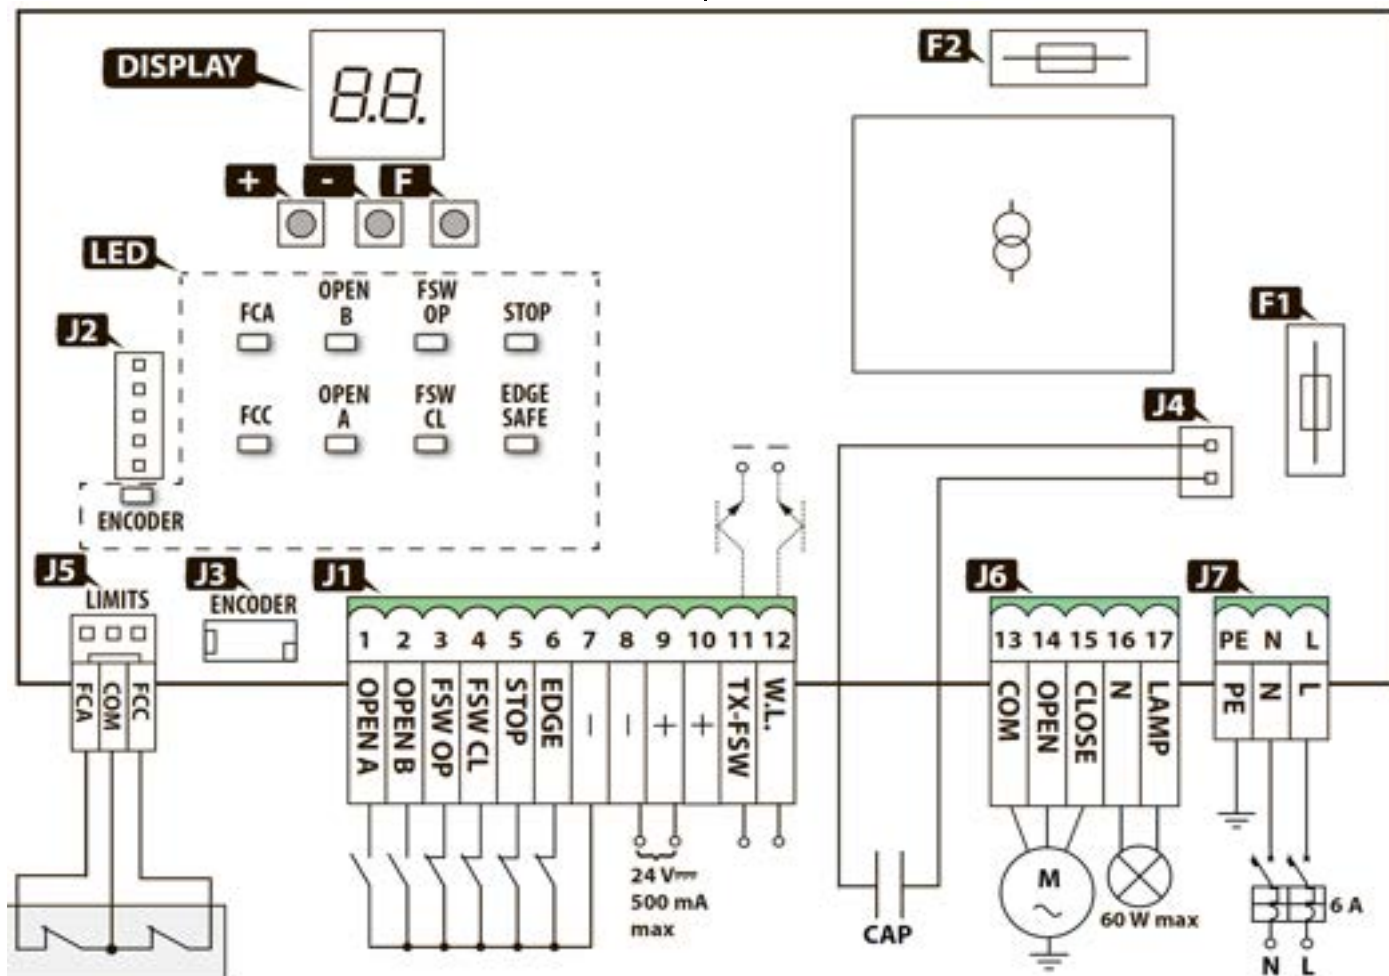 DISPLAY
8.8.
F2
+ - F
LED
F1
J2
FCA
OPEN B
FSW OP
STOP
FCC
OPEN A
FSW CL
EDGE SAFE
J4
ENCODER
J5
LIMITS
J3
ENCODER
J1
J6
J7
1 2 3 4 5 6 7 8 9 10 11 12
13 14 15 16 17
PE N L
FCA
COM
FCC
OPEN A
OPEN B
FSW OP
FSW CL
STOP
EDGE
–
–
+
+
TX-FSW
W.L.
COM
OPEN
CLOSE
N
LAMP
PE
N
L
24 V⎓
500 mA
max
CAP
M
~
60 W max
6 A
N L